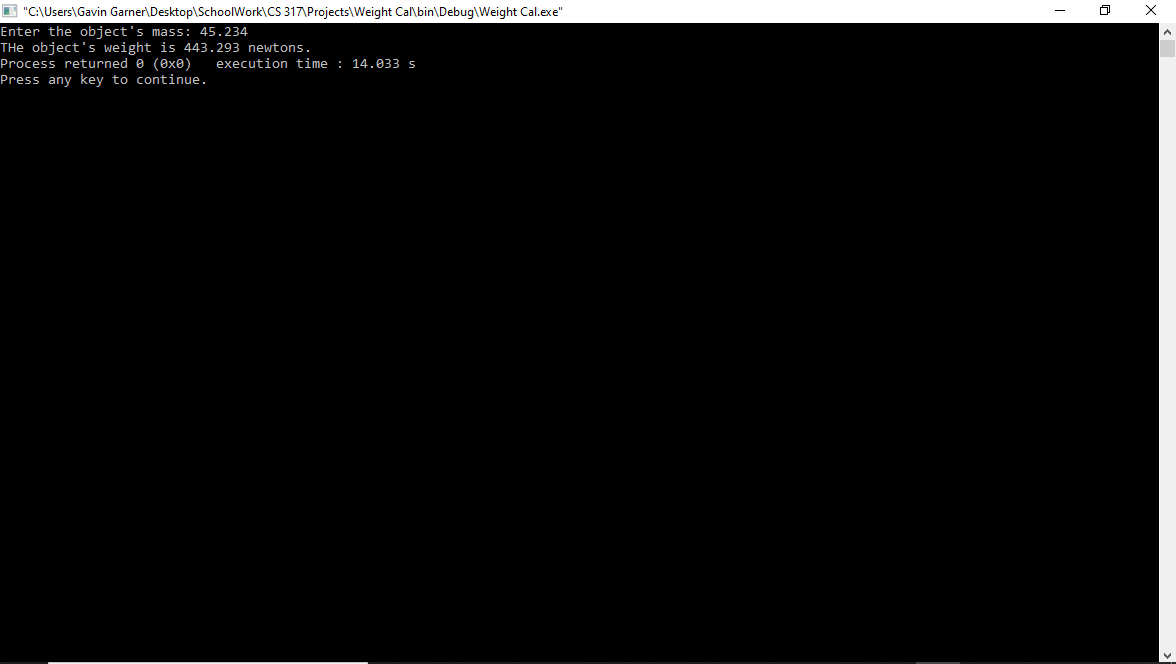 "C:\Users\Gavin Garner\Desktop\SchoolWork\CS 317\Projects\Weight Cal\bin\Debug\Weight Cal.exe"
Enter the object's mass: 45.234
THe object's weight is 443.293 newtons.
Process returned 0 (0x0)   execution time : 14.033 s
Press any key to continue.